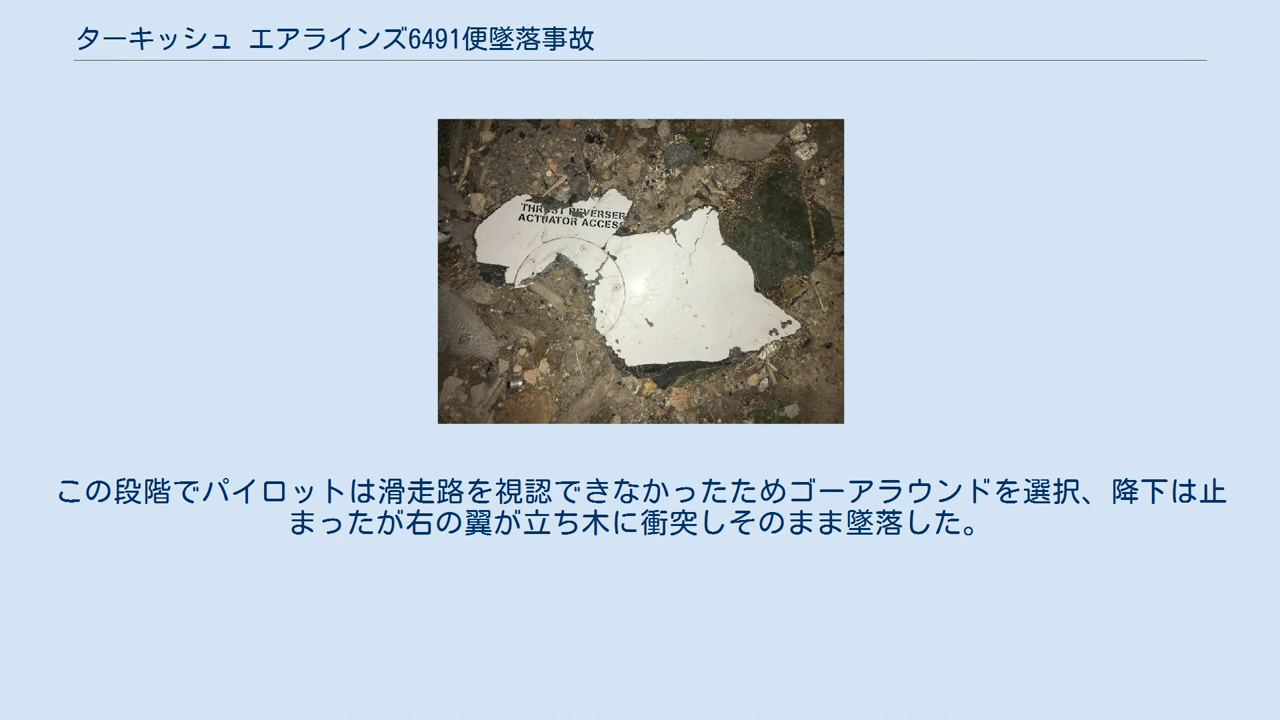 ターキッシュ エアラインズ6491便墜落事故
THRUST REVERSER
ACTUATOR ACCESS
この段階でパイロットは滑走路を視認できなかったためゴーアラウンドを選択、降下は止
まったが右の翼が立ち木に衝突しそのまま墜落した。